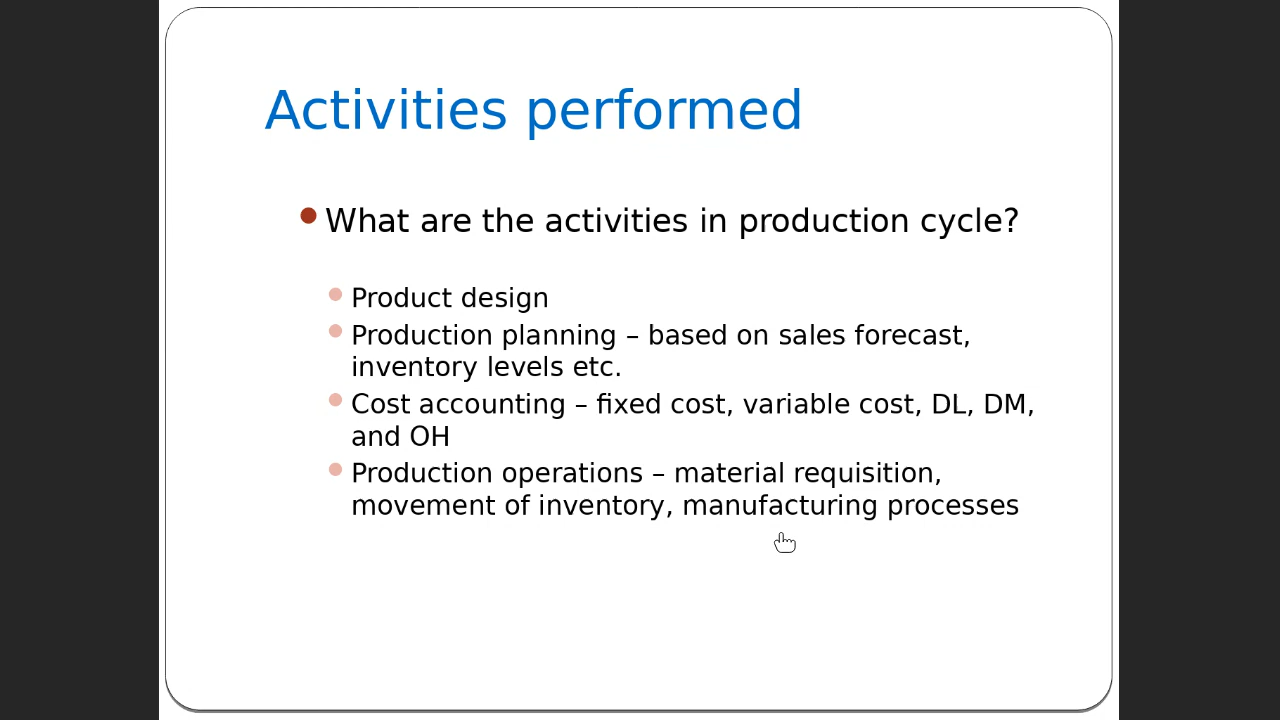 Activities performed
What are the activities in production cycle?
Product design
Production planning – based on sales forecast,
inventory levels etc.
Cost accounting – fixed cost, variable cost, DL, DM,
and OH
Production operations – material requisition,
movement of inventory, manufacturing processes